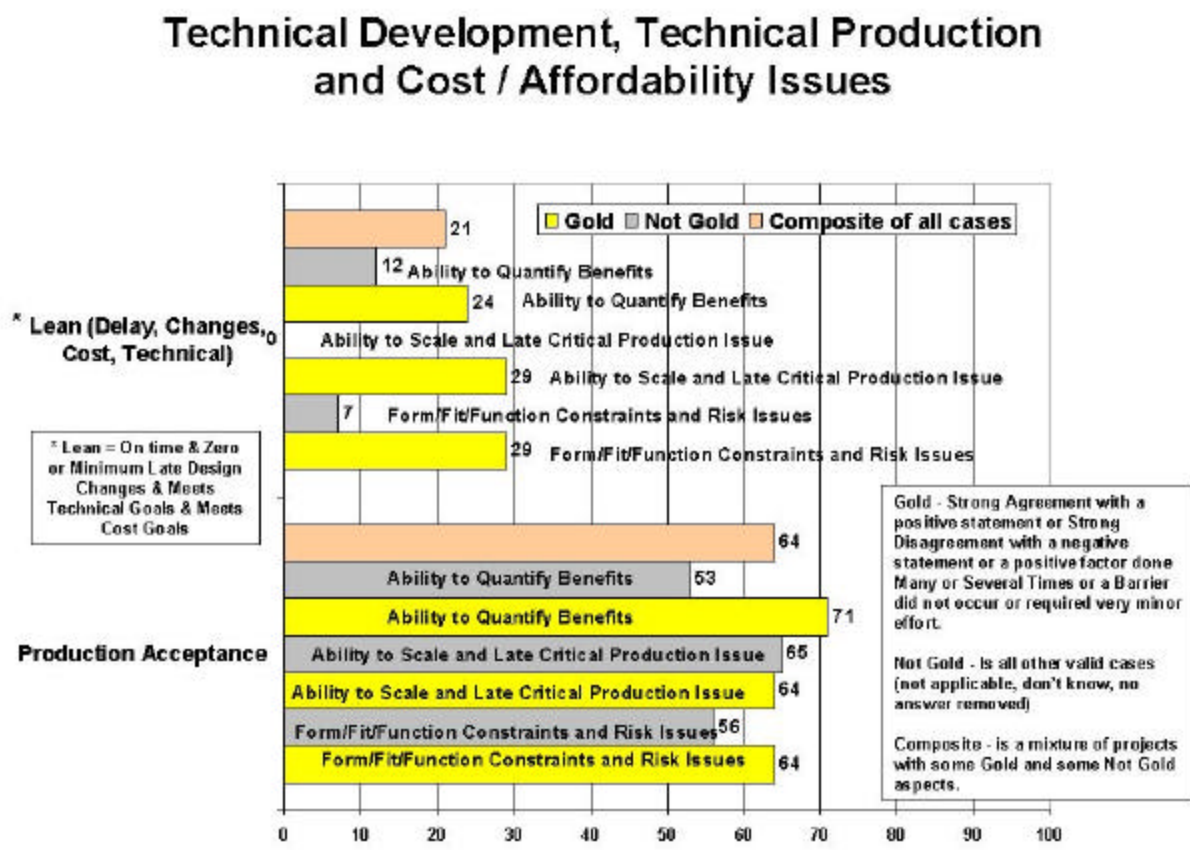 Technical Development, Technical Production
and Cost / Affordability Issues
Gold Not Gold Composite of all cases
21
12 Ability to Quantify Benefits
24 Ability to Quantify Benefits
* Lean (Delay, Changes,
Cost, Technical)
0 Ability to Scale and Late Critical Production Issue
29 Ability to Scale and Late Critical Production Issue
7 Form/Fit/Function Constraints and Risk Issues
29 Form/Fit/Function Constraints and Risk Issues
* Lean = On time & Zero
or Minimum Late Design
Changes & Meets
Technical Goals & Meets
Cost Goals
64
Ability to Quantify Benefits 53
Ability to Quantify Benefits 71
Production Acceptance
Ability to Scale and Late Critical Production Issue 65
Ability to Scale and Late Critical Production Issue 64
Form/Fit/Function Constraints and Risk Issues 56
Form/Fit/Function Constraints and Risk Issues 64
Gold - Strong Agreement with a
positive statement or Strong
Disagreement with a negative
statement or a positive factor done
Many or Several Times or a Barrier
did not occur or required very minor
effort.
Not Gold - Is all other valid cases
(not applicable, don't know, no
answer removed)
Composite - is a mixture of projects
with some Gold and some Not Gold
aspects.
0 10 20 30 40 50 60 70 80 90 100